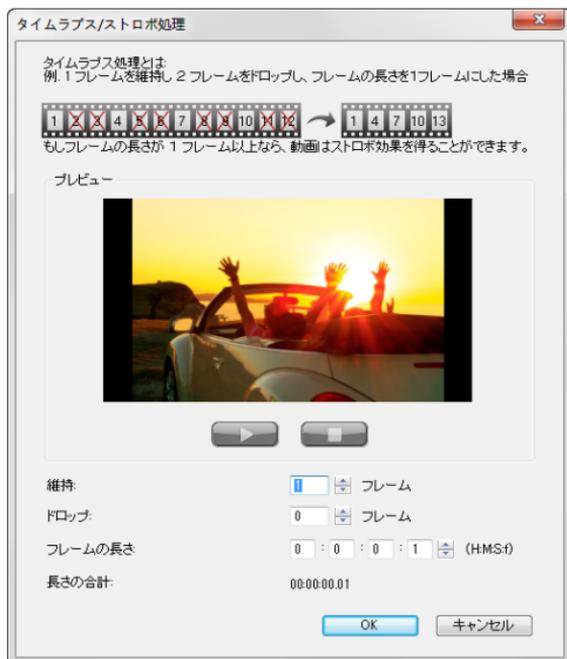 タイムラプス/ストロボ処理
タイムラプス処理とは:
例. 1 フレームを維持し 2 フレームをドロップし、フレームの長さを1フレームにした場合
1 2 3 4 5 6 7 8 9 10 11 12 1 4 7 10 13
もしフレームの長さが 1 フレーム以上なら、動画はストロボ効果を得ることができます。
プレビュー
維持: 1 フレーム
ドロップ: 0 フレーム
フレームの長さ: 0 : 0 : 0 : 1 (H:M:S:f)
長さの合計: 00:00:00.01
OK キャンセル